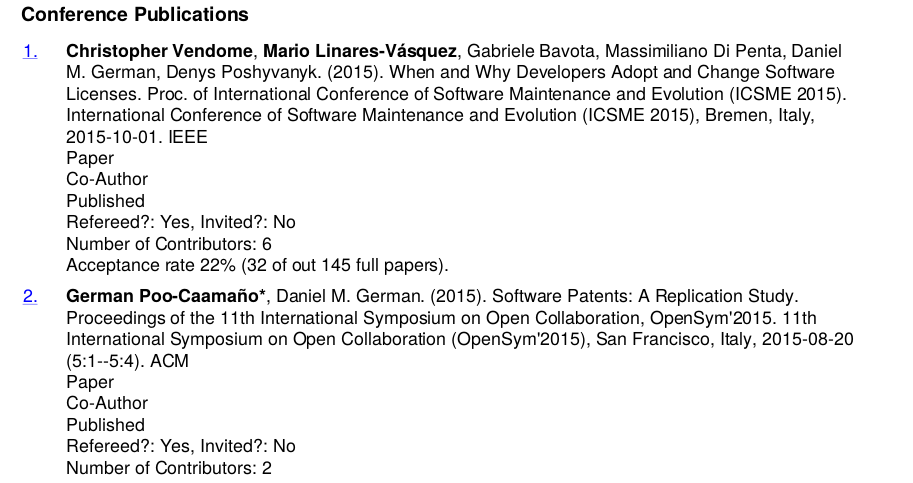 Conference Publications
1. Christopher Vendome, Mario Linares-Vásquez, Gabriele Bavota, Massimiliano Di Penta, Daniel
M. German, Denys Poshyvanyk. (2015). When and Why Developers Adopt and Change Software
Licenses. Proc. of International Conference of Software Maintenance and Evolution (ICSME 2015).
International Conference of Software Maintenance and Evolution (ICSME 2015), Bremen, Italy,
2015-10-01. IEEE
Paper
Co-Author
Published
Refereed?: Yes, Invited?: No
Number of Contributors: 6
Acceptance rate 22% (32 of out 145 full papers).
2. German Poo-Caamaño*, Daniel M. German. (2015). Software Patents: A Replication Study.
Proceedings of the 11th International Symposium on Open Collaboration, OpenSym'2015. 11th
International Symposium on Open Collaboration (OpenSym'2015), San Francisco, Italy, 2015-08-20
(5:1--5:4). ACM
Paper
Co-Author
Published
Refereed?: Yes, Invited?: No
Number of Contributors: 2